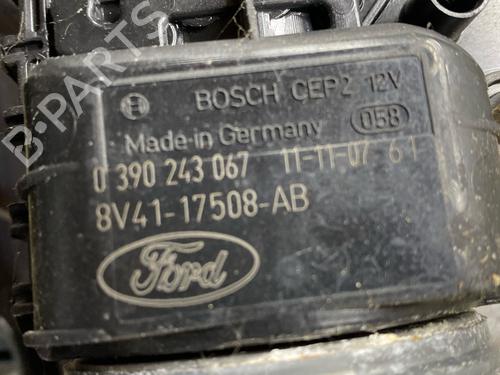 BOSCH CEP2 12V
058
Made in Germany
0 390 243 067 11-11-07 61
8V41-17508-AB
Ford
B-PARTS